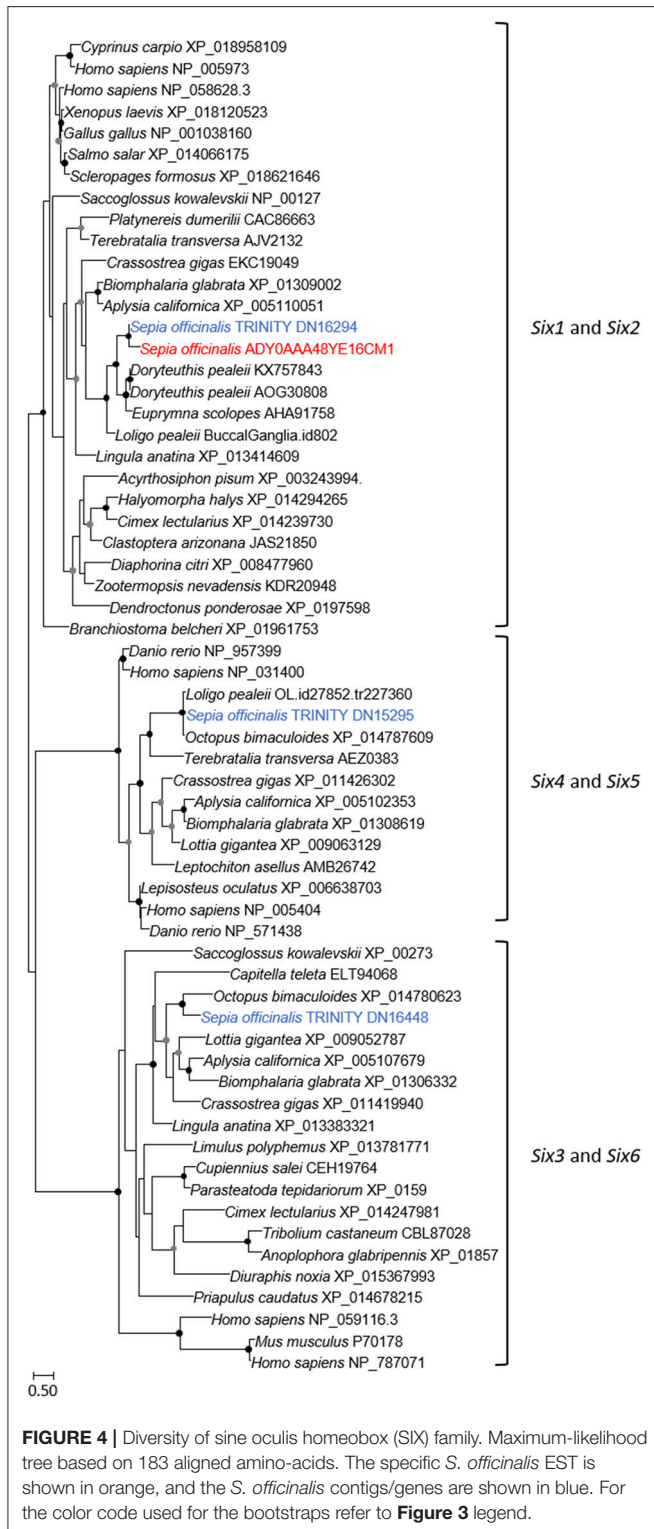 Cyprinus carpio XP_018958109
Homo sapiens NP_005973
Homo sapiens NP_058628.3
Xenopus laevis XP_018120523
Gallus gallus NP_001038160
Salmo salar XP_014066175
Scleropages formosus XP_018621646
Saccoglossus kowalevskii NP_00127
Platynereis dumerilii CAC86663
Terebratalia transversa AJV2132
Crassostrea gigas EKC19049
Biomphalaria glabrata XP_01309002
Aplysia californica XP_005110051
Sepia officinalis TRINITY DN16294
Six1 and Six2
Sepia officinalis ADY0AAA48YE16CM1
Doryteuthis pealeii KX757843
Doryteuthis pealeii AOG30808
Euprymna scolopes AHA91758
Loligo pealeii BuccalGanglia.id802
Lingula anatina XP_013414609
Acyrthosiphon pisum XP_003243994.
Halyomorpha halys XP_014294265
Cimex lectularius XP_014239730
Clastoptera arizonana JAS21850
Diaphorina citri XP_008477960
Zootermopsis nevadensis KDR20948
Dendroctonus ponderosae XP_0197598
Branchiostoma belcheri XP_01961753
Danio rerio NP_957399
Homo sapiens NP_031400
Loligo pealeii OL.id27852.tr227360
Sepia officinalis TRINITY DN15295
Octopus bimaculoides XP_014787609
Terebratalia transversa AEZ0383
Crassostrea gigas XP_011426302
Six4 and Six5
Aplysia californica XP_005102353
Biomphalaria glabrata XP_01308619
Lottia gigantea XP_009063129
Leptochiton asellus AMB26742
Lepisosteus oculatus XP_006638703
Homo sapiens NP_005404
Danio rerio NP_571438
Saccoglossus kowalevskii XP_00273
Capitella teleta ELT94068
Octopus bimaculoides XP_014780623
Sepia officinalis TRINITY DN16448
Lottia gigantea XP_009052787
Aplysia californica XP_005107679
Biomphalaria glabrata XP_01306332
Crassostrea gigas XP_011419940
Lingula anatina XP_013383321
Limulus polyphemus XP_013781771
Six3 and Six6
Cupiennius salei CEH19764
Parasteatoda tepidariorum XP_0159
Cimex lectularius XP_014247981
Tribolium castaneum CBL87028
Anoplophora glabripennis XP_01857
Diuraphis noxia XP_015367993
Priapulus caudatus XP_014678215
Homo sapiens NP_059116.3
Mus musculus P70178
Homo sapiens NP_787071
0.50
FIGURE 4 | Diversity of sine oculis homeobox (SIX) family. Maximum-likelihood
tree based on 183 aligned amino-acids. The specific S. officinalis EST is
shown in orange, and the S. officinalis contigs/genes are shown in blue. For
the color code used for the bootstraps refer to Figure 3 legend.